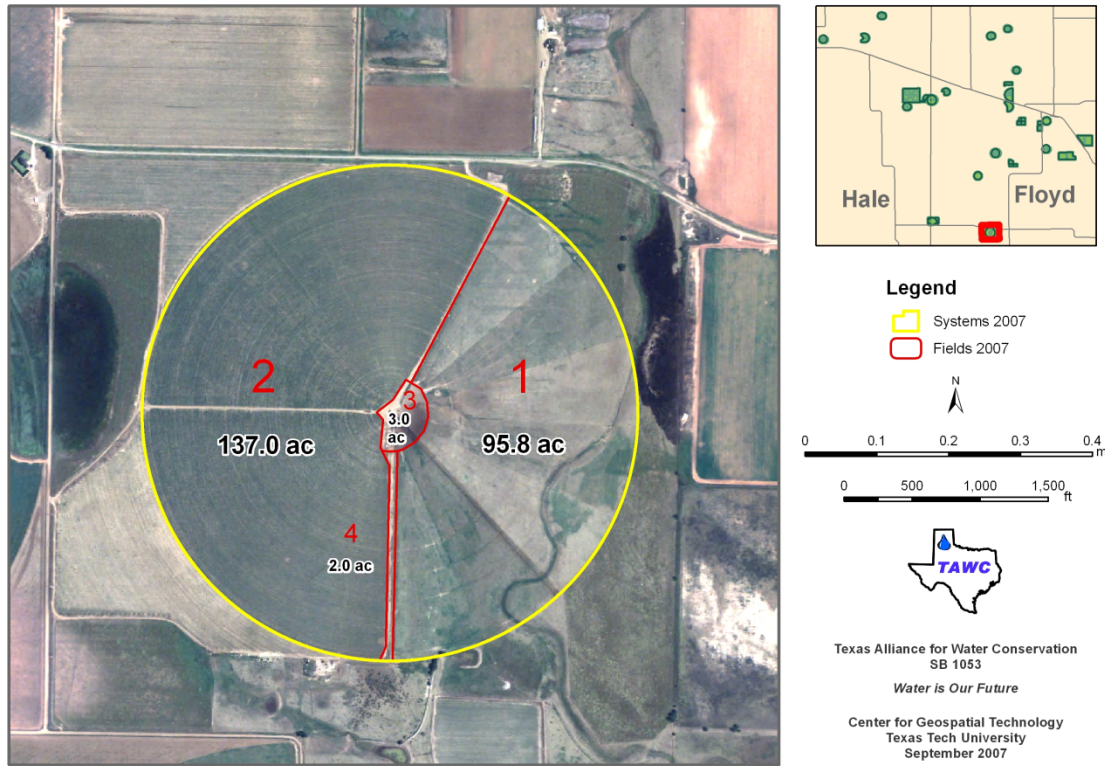 2
137.0 ac
1
95.8 ac
3
3.0
ac
4
2.0 ac
Hale
Floyd
Legend
Systems 2007
Fields 2007
N
0 0.1 0.2 0.3 0.4
m
0 500 1,000 1,500
ft
TAWC
Texas Alliance for Water Conservation
SB 1053
Water is Our Future
Center for Geospatial Technology
Texas Tech University
September 2007